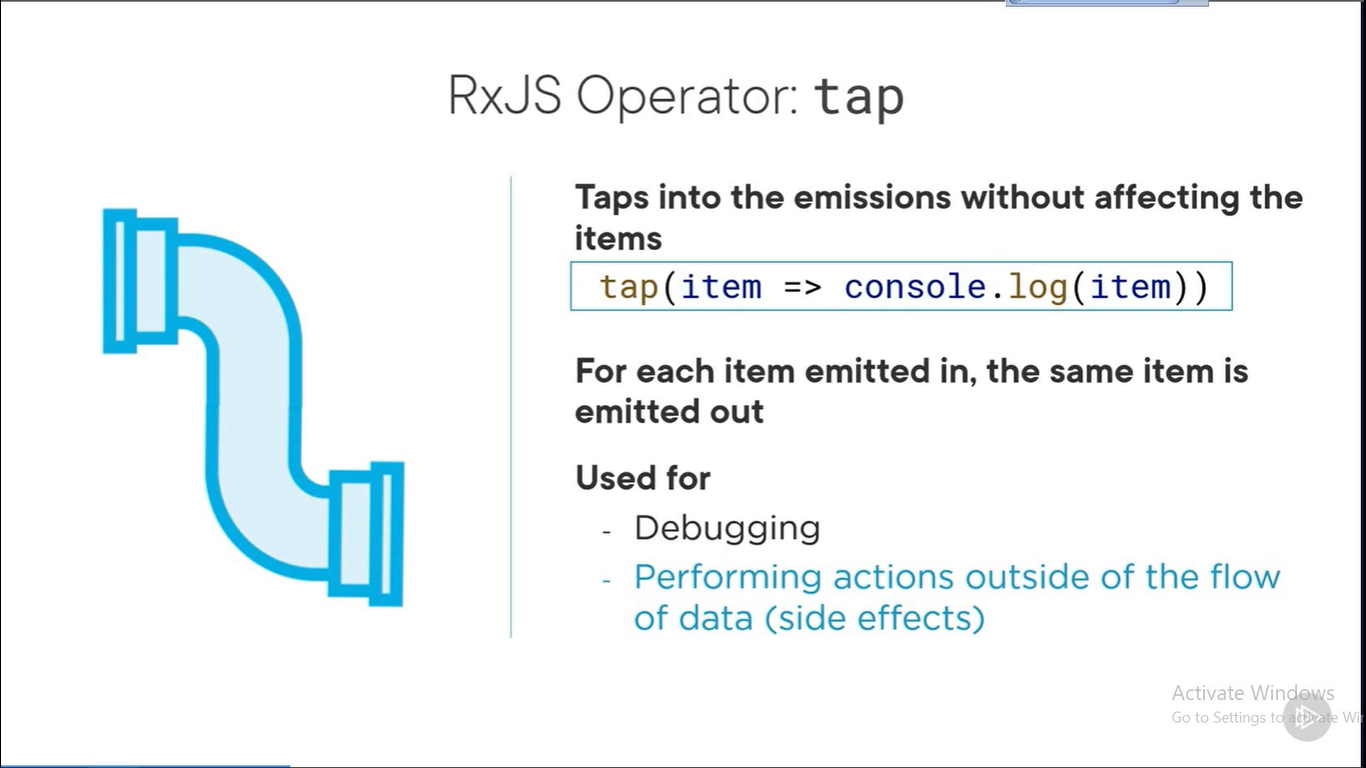 RxJS Operator: tap
Taps into the emissions without affecting the
items
tap(item => console.log(item))
For each item emitted in, the same item is
emitted out
Used for
- Debugging
- Performing actions outside of the flow
of data (side effects)
Activate Windows
Go to Settings to activate